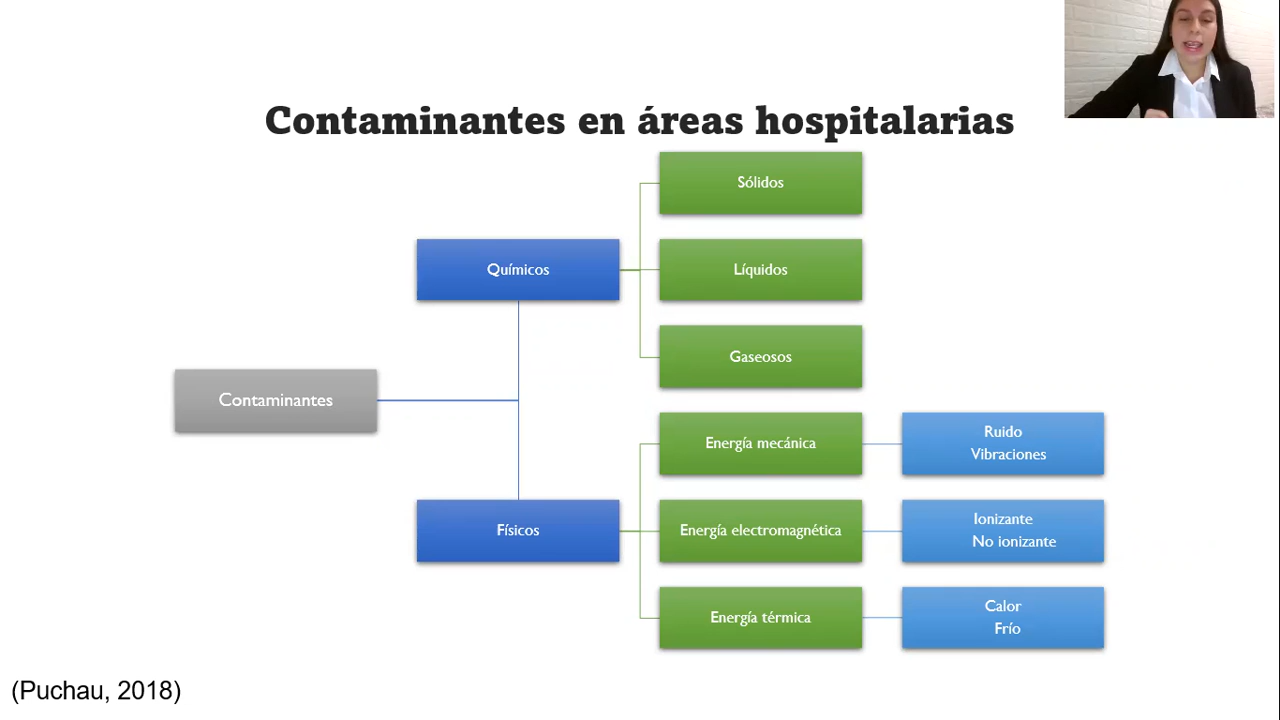 Contaminantes en áreas hospitalarias
Contaminantes
Químicos
Sólidos
Líquidos
Gaseosos
Físicos
Energía mecánica
Ruido
Vibraciones
Energía electromagnética
Ionizante
No ionizante
Energía térmica
Calor
Frío
(Puchau, 2018)